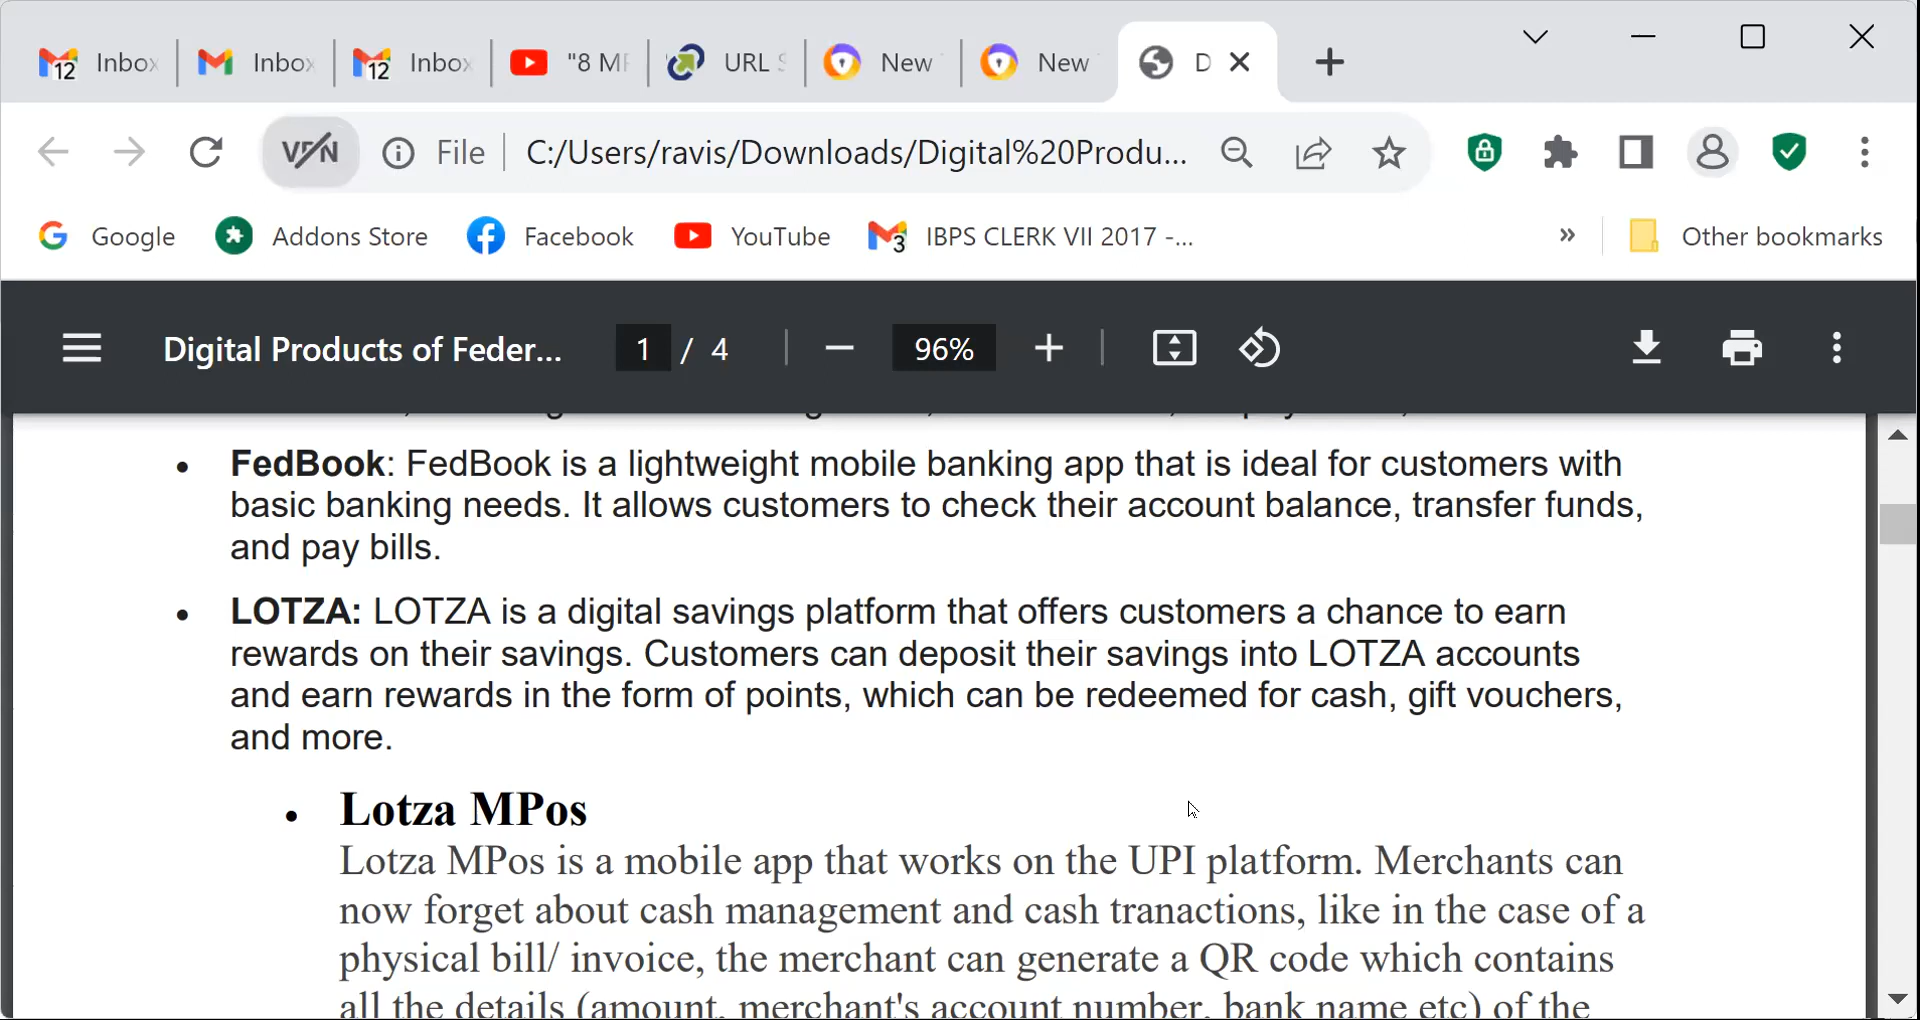 12 Inbox
Inbox
12 Inbox
"8 M
URL S
New
New
D
VPN
File
C:/Users/ravis/Downloads/Digital%20Produ...
Google
Addons Store
Facebook
YouTube
3 IBPS CLERK VII 2017 -...
»
Other bookmarks
Digital Products of Feder...
1 / 4
96%
• FedBook: FedBook is a lightweight mobile banking app that is ideal for customers with
basic banking needs. It allows customers to check their account balance, transfer funds,
and pay bills.
• LOTZA: LOTZA is a digital savings platform that offers customers a chance to earn
rewards on their savings. Customers can deposit their savings into LOTZA accounts
and earn rewards in the form of points, which can be redeemed for cash, gift vouchers,
and more.
• Lotza MPos
Lotza MPos is a mobile app that works on the UPI platform. Merchants can
now forget about cash management and cash tranactions, like in the case of a
physical bill/ invoice, the merchant can generate a QR code which contains
all the details (amount, merchant's account number, bank name etc) of the